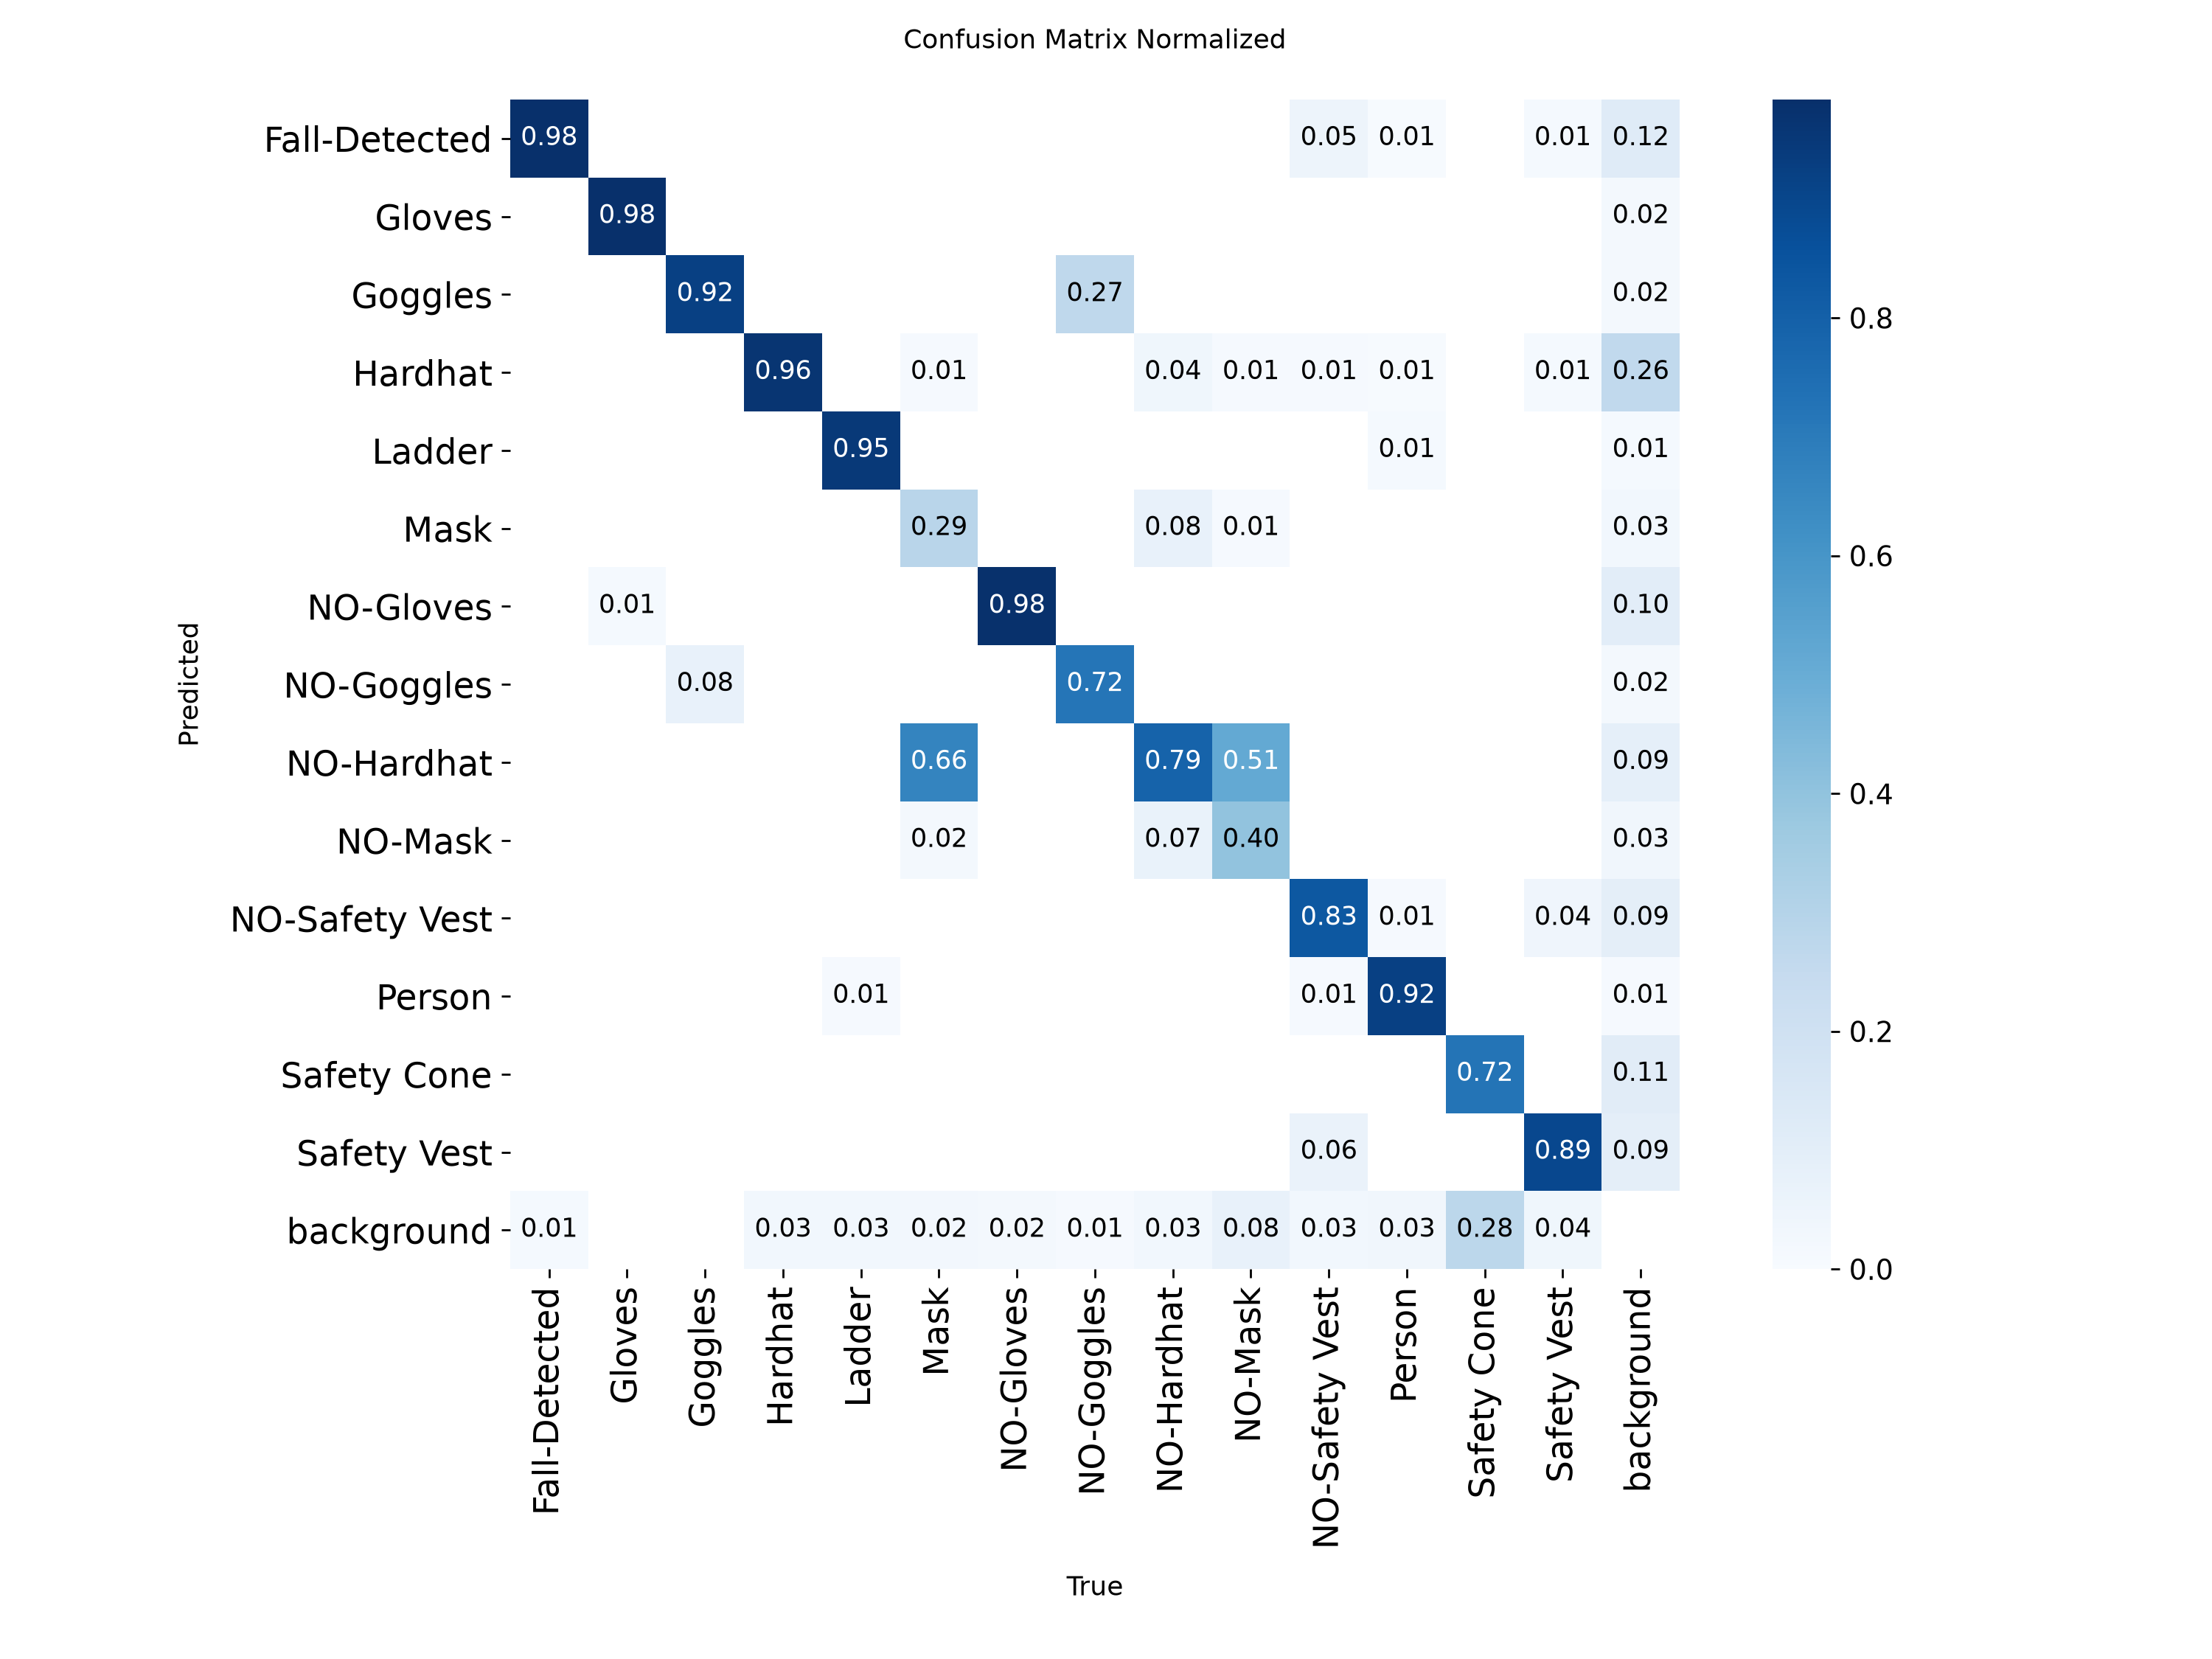 Confusion Matrix Normalized
Fall-Detected 0.98 0.05 0.01 0.01 0.12
Gloves 0.98 0.02
Goggles 0.92 0.27 0.02
0.8
Hardhat 0.96 0.01 0.04 0.01 0.01 0.01 0.01 0.26
Ladder 0.95 0.01 0.01
Mask 0.29 0.08 0.01 0.03
0.6
NO-Gloves 0.01 0.98 0.10
Predicted
NO-Goggles 0.08 0.72 0.02
NO-Hardhat 0.66 0.79 0.51 0.09
0.4
NO-Mask 0.02 0.07 0.40 0.03
NO-Safety Vest 0.83 0.01 0.04 0.09
Person 0.01 0.01 0.92 0.01
0.2
Safety Cone 0.72 0.11
Safety Vest 0.06 0.89 0.09
background 0.01 0.03 0.03 0.02 0.02 0.01 0.03 0.08 0.03 0.03 0.28 0.04
0.0
Fall-Detected
Gloves
Goggles
Hardhat
Ladder
Mask
NO-Gloves
NO-Goggles
NO-Hardhat
NO-Mask
NO-Safety Vest
Person
Safety Cone
Safety Vest
background
True